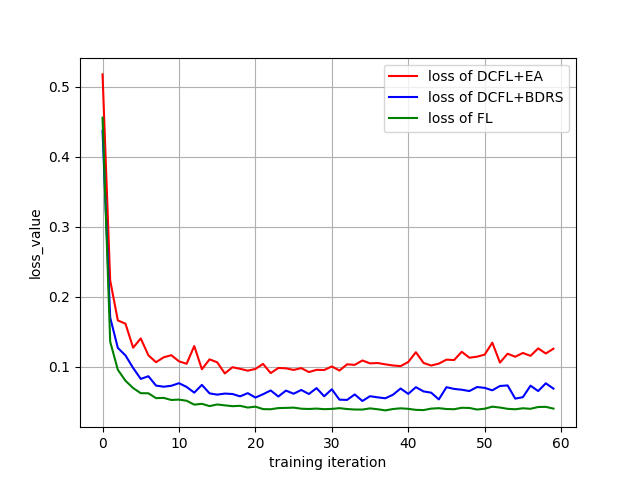 0.5
0.4
0.3
0.2
0.1
loss_value
0 10 20 30 40 50 60
training iteration
loss of DCFL+EA
loss of DCFL+BDRS
loss of FL